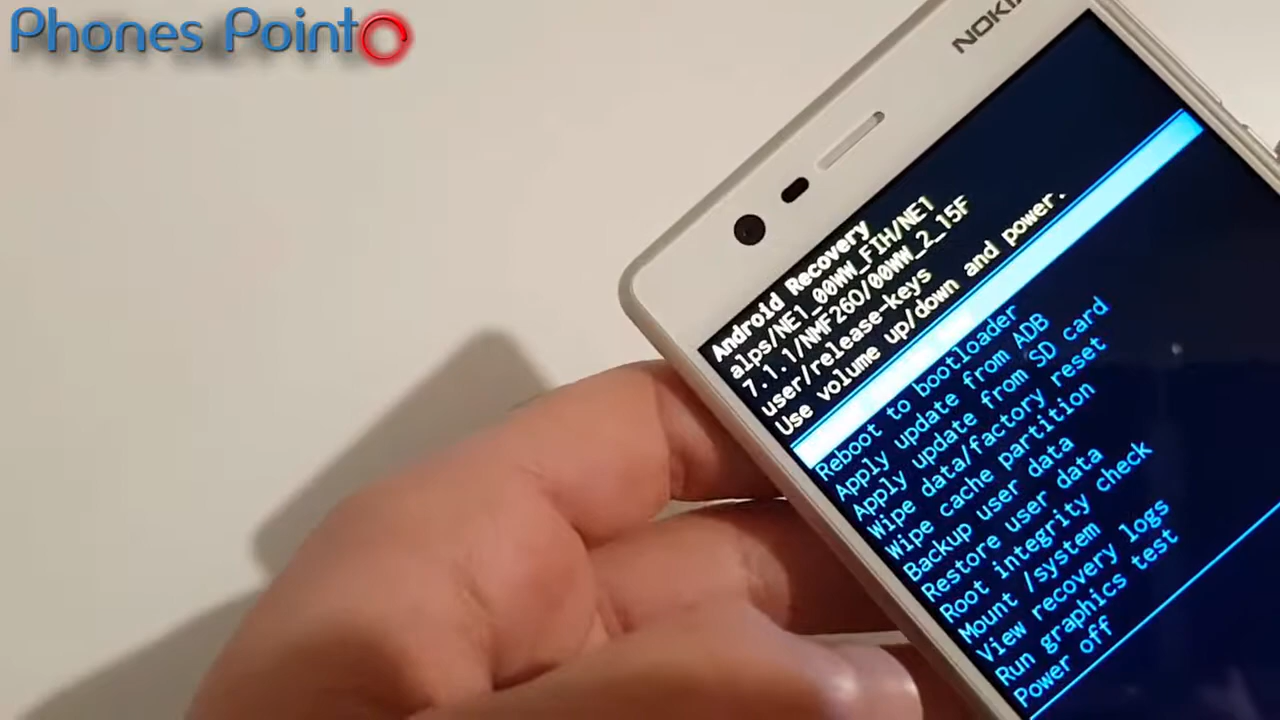 Phones Point
NOKIA
Android Recovery
alps/NE1_00WW_FIH/NE1
7.1.1/NMF26O/00WW_2_15F
user/release-keys
Use volume up/down and power.
Reboot to bootloader
Apply update from ADB
Apply update from SD card
Wipe data/factory reset
Wipe cache partition
Backup user data
Restore user data
Root integrity check
Mount /system
View recovery logs
Run graphics test
Power off